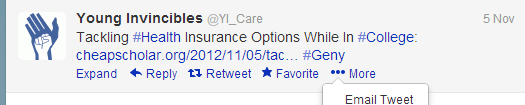 Young Invincibles @YI_Care 5 Nov
Tackling #Health Insurance Options While In #College:
cheapscholar.org/2012/11/05/tac... #Geny
Expand Reply Retweet Favorite More
Email Tweet